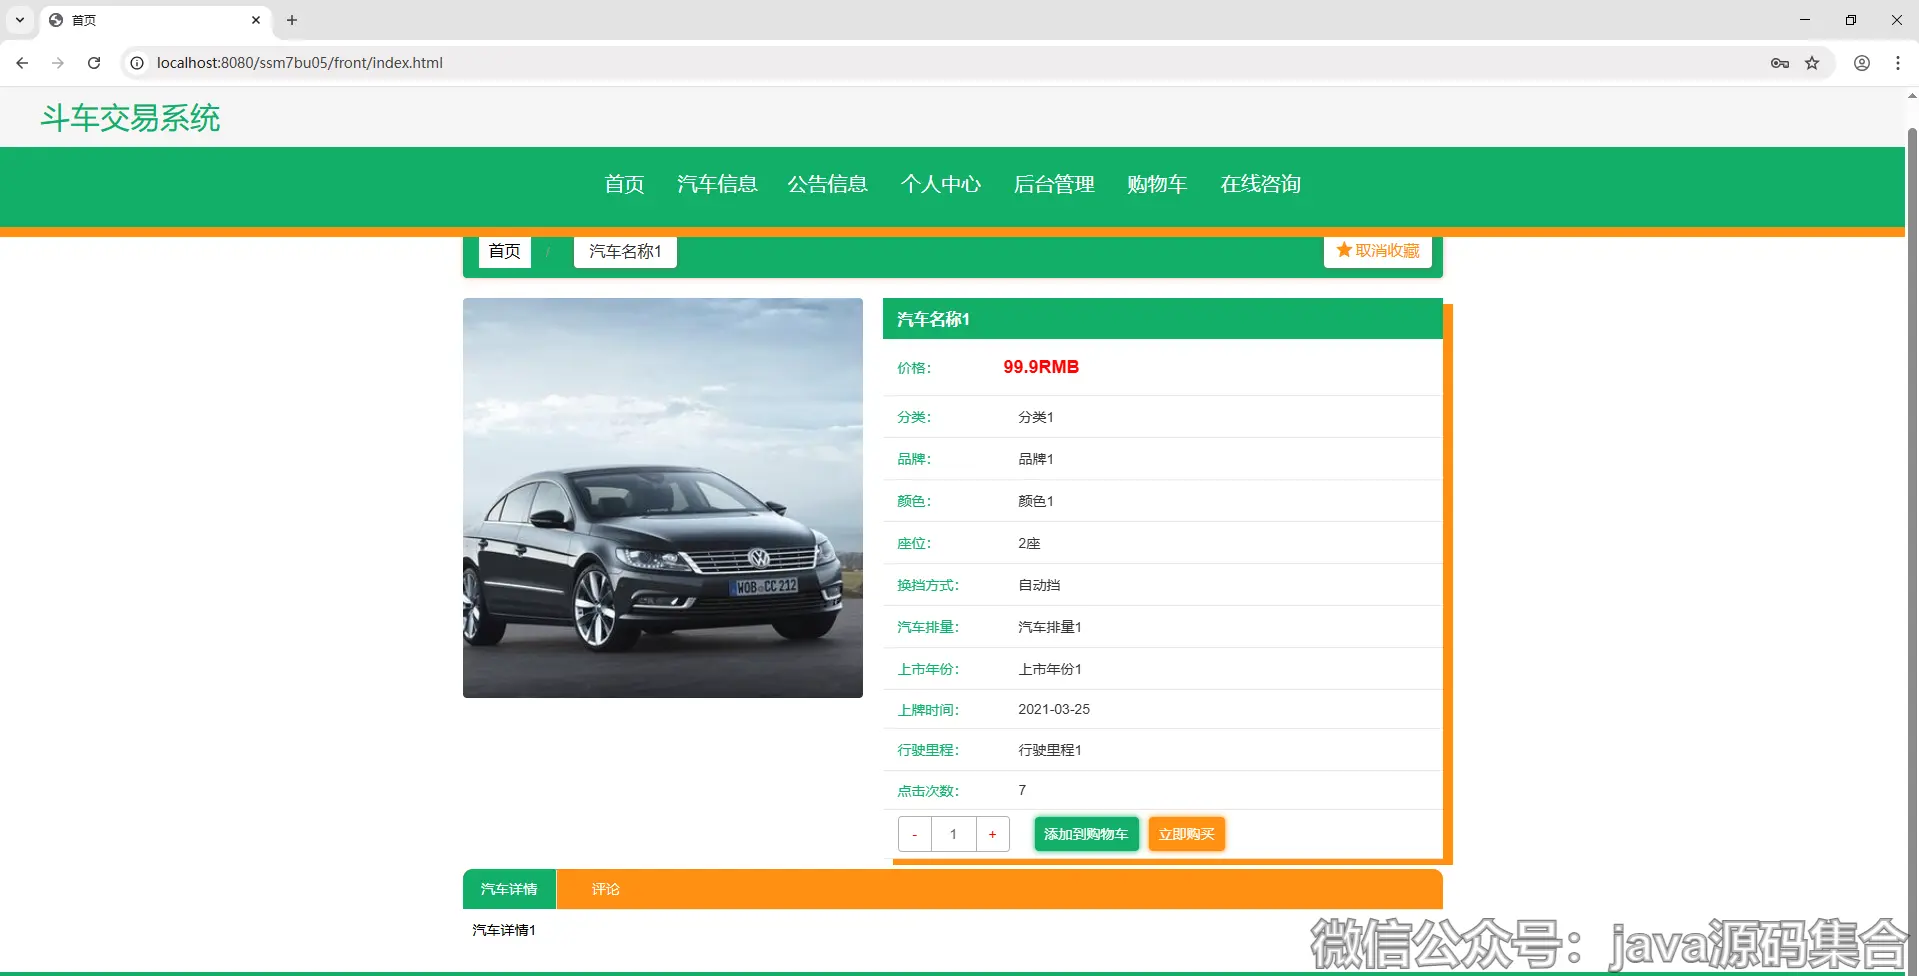 首页
localhost:8080/ssm7bu05/front/index.html
斗车交易系统
首页 汽车信息 公告信息 个人中心 后台管理 购物车 在线咨询
首页 / 汽车名称1 ★取消收藏
汽车名称1
价格： 99.9RMB
分类： 分类1
品牌： 品牌1
颜色： 颜色1
座位： 2座
换挡方式： 自动挡
汽车排量： 汽车排量1
上市年份： 上市年份1
上牌时间： 2021-03-25
行驶里程： 行驶里程1
点击次数： 7
- 1 + 添加到购物车 立即购买
WOB CC 212
汽车详情 评论
汽车详情1
微信公众号：java源码集合